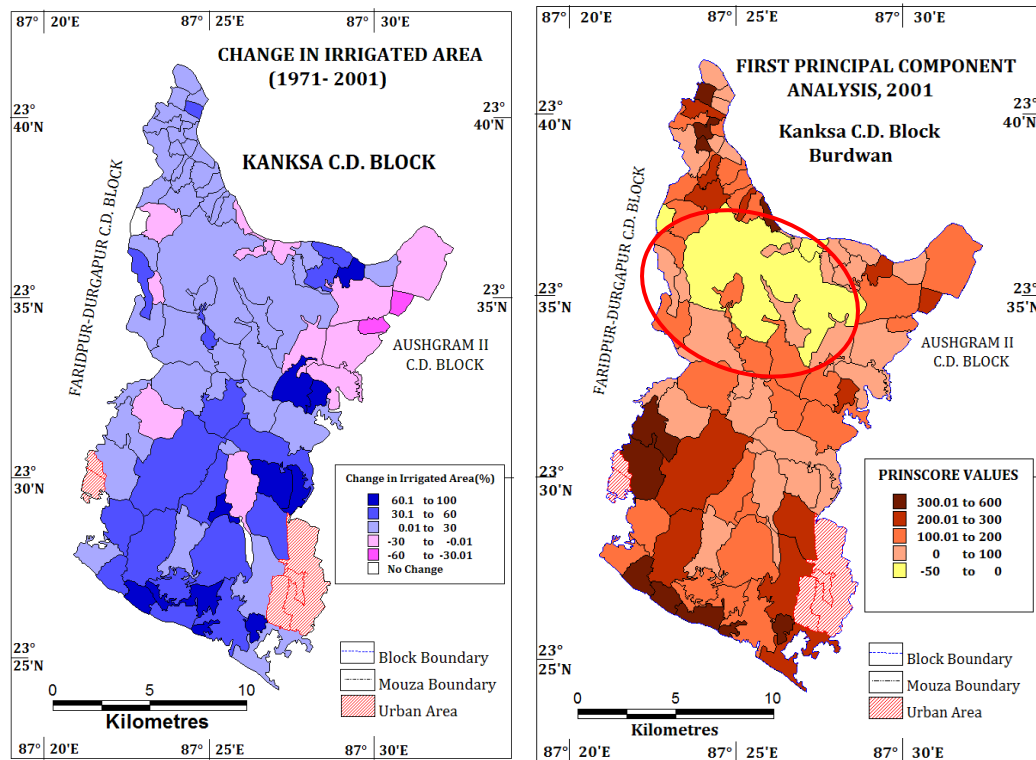 87° 20'E
87° 25'E
87° 30'E
CHANGE IN IRRIGATED AREA
(1971- 2001)
23°
40'N
23°
40'N
KANKSA C.D. BLOCK
FARIDPUR-DURGAPUR C.D. BLOCK
23°
35'N
23°
35'N
AUSHGRAM II
C.D. BLOCK
23°
30'N
Change in Irrigated Area(%)
60.1 to 100
30.1 to 60
0.01 to 30
-30 to -0.01
-60 to -30.01
No Change
23°
25'N
Block Boundary
Mouza Boundary
Urban Area
0 5 10
Kilometres
87° 20'E
87° 25'E
87° 30'E
87° 20'E
87° 25'E
87° 30'E
FIRST PRINCIPAL COMPONENT
ANALYSIS, 2001
Kanksa C.D. Block
Burdwan
23°
40'N
23°
40'N
FARIDPUR-DURGAPUR C.D. BLOCK
23°
35'N
23°
35'N
AUSHGRAM II
C.D. BLOCK
23°
30'N
PRINSCORE VALUES
300.01 to 600
200.01 to 300
100.01 to 200
0 to 100
-50 to 0
23°
25'N
Block Boundary
Mouza Boundary
Urban Area
0 5 10
Kilometres
87° 20'E
87° 25'E
87° 30'E